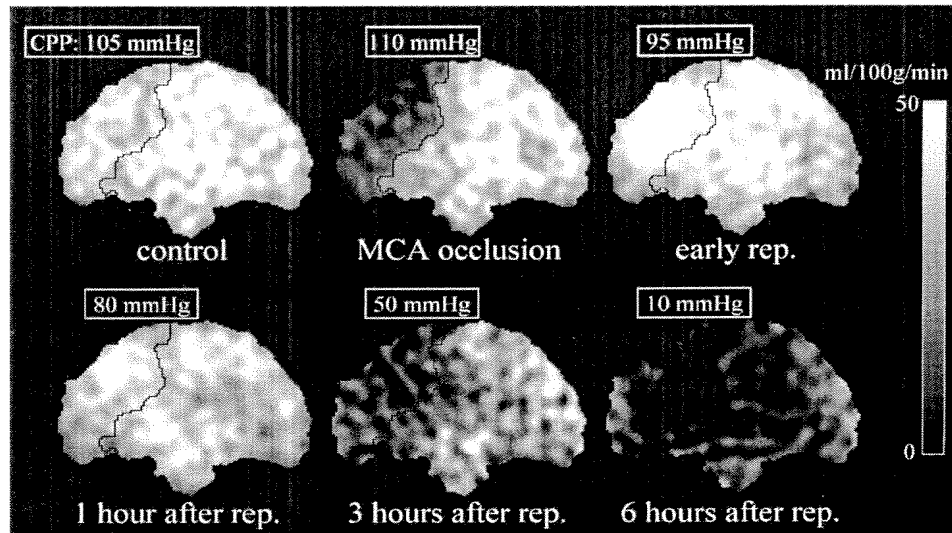 CPP: 105 mmHg
110 mmHg
95 mmHg
ml/100g/min
50
control
MCA occlusion
early rep.
80 mmHg
50 mmHg
10 mmHg
0
1 hour after rep.
3 hours after rep.
6 hours after rep.